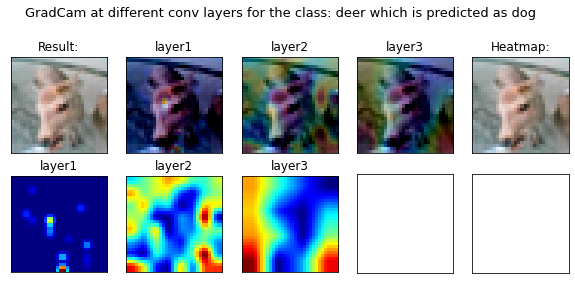 GradCam at different conv layers for the class: deer which is predicted as dog
Result:
layer1
layer2
layer3
Heatmap:
layer1
layer2
layer3